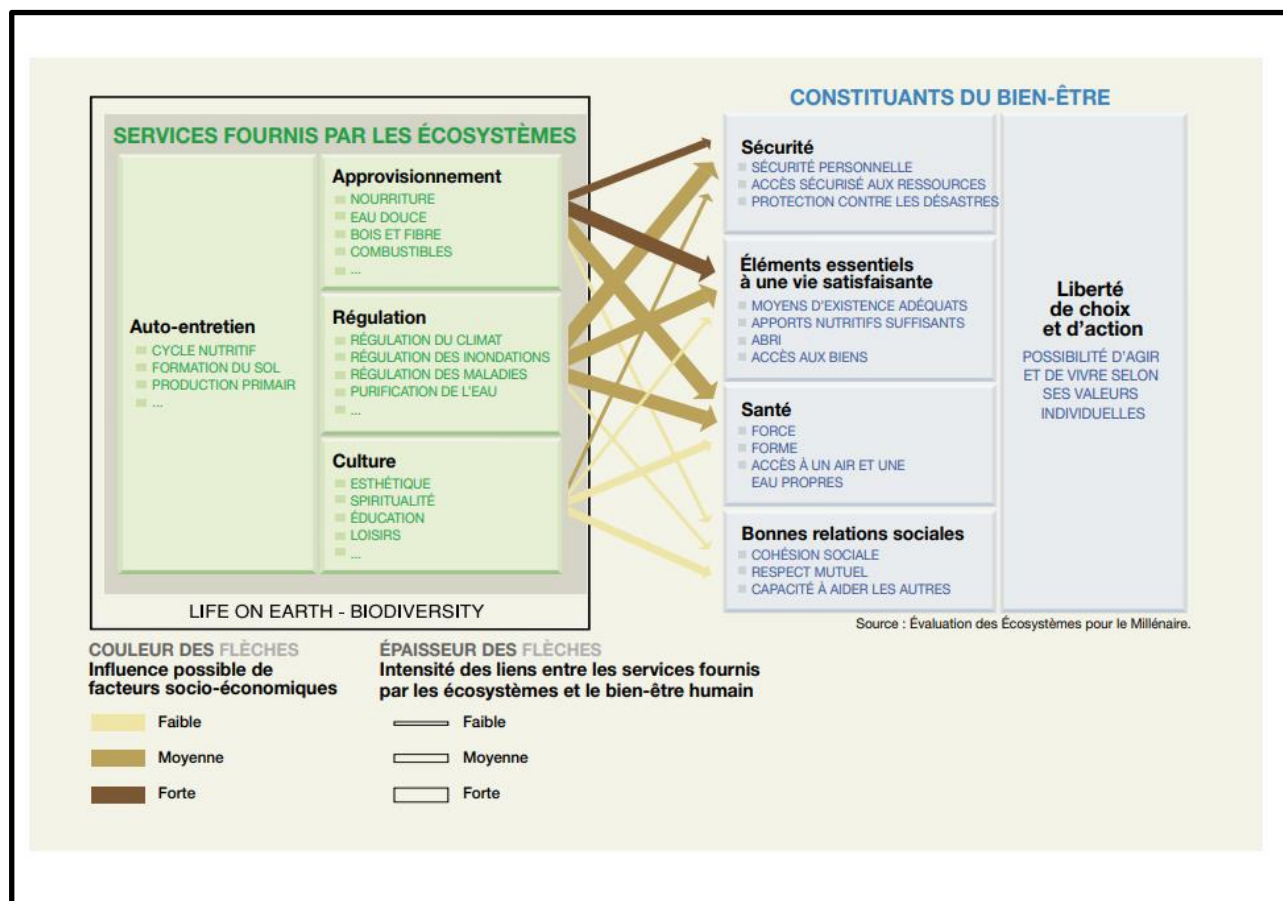 CONSTITUANTS DU BIEN-ÊTRE
SERVICES FOURNIS PAR LES ÉCOSYSTÈMES
Auto-entretien
CYCLE NUTRITIF
FORMATION DU SOL
PRODUCTION PRIMAIR
...
Approvisionnement
NOURRITURE
EAU DOUCE
BOIS ET FIBRE
COMBUSTIBLES
...
Régulation
RÉGULATION DU CLIMAT
RÉGULATION DES INONDATIONS
RÉGULATION DES MALADIES
PURIFICATION DE L'EAU
...
Culture
ESTHÉTIQUE
SPIRITUALITÉ
ÉDUCATION
LOISIRS
...
LIFE ON EARTH - BIODIVERSITY
Sécurité
SÉCURITÉ PERSONNELLE
ACCÈS SÉCURISÉ AUX RESSOURCES
PROTECTION CONTRE LES DÉSASTRES
Éléments essentiels
à une vie satisfaisante
MOYENS D'EXISTENCE ADÉQUATS
APPORTS NUTRITIFS SUFFISANTS
ABRI
ACCÈS AUX BIENS
Santé
FORCE
FORME
ACCÈS À UN AIR ET UNE
EAU PROPRES
Bonnes relations sociales
COHÉSION SOCIALE
RESPECT MUTUEL
CAPACITÉ À AIDER LES AUTRES
Liberté
de choix
et d'action
POSSIBILITÉ D'AGIR
ET DE VIVRE SELON
SES VALEURS
INDIVIDUELLES
Source : Évaluation des Écosystèmes pour le Millénaire.
COULEUR DES FLÈCHES
Influence possible de
facteurs socio-économiques
Faible
Moyenne
Forte
ÉPAISSEUR DES FLÈCHES
Intensité des liens entre les services fournis
par les écosystèmes et le bien-être humain
Faible
Moyenne
Forte